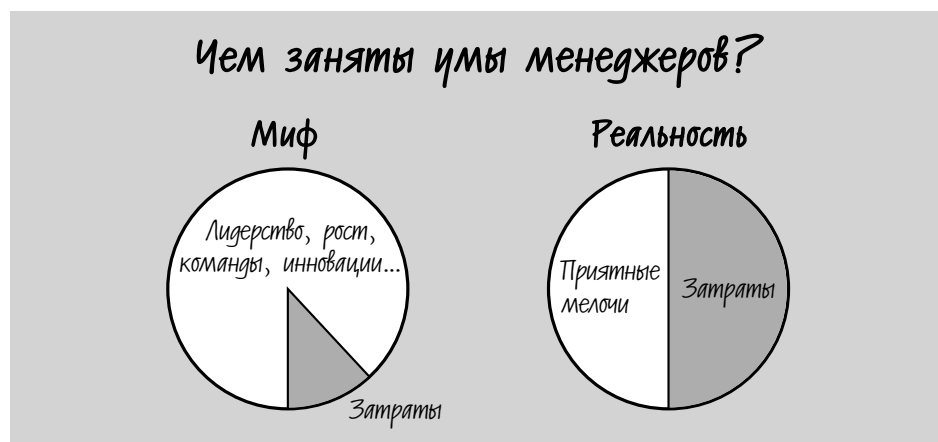 Чем заняты умы менеджеров?
Миф
Реальность
Лидерство, рост,
команды, инновации...
Затраты
Приятные
мелочи
Затраты